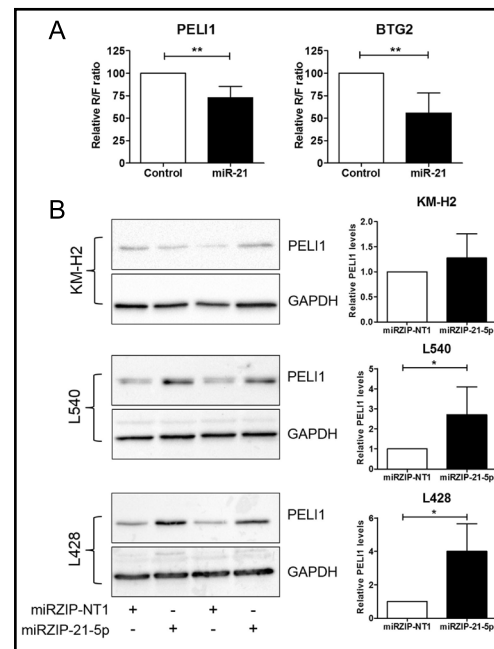 A
PELI1
BTG2
Relative R/F ratio
125
100
75
50
25
0
**
Control
miR-21
Relative R/F ratio
125
100
75
50
25
0
**
Control
miR-21
B
KM-H2
PELI1
GAPDH
KM-H2
Relative PELI1 levels
2.0
1.5
1.0
0.5
0.0
miRZIP-NT1
miRZIP-21-5p
L540
PELI1
GAPDH
L540
Relative PELI1 levels
5
4
3
2
1
0
*
miRZIP-NT1
miRZIP-21-5p
L428
PELI1
GAPDH
L428
Relative PELI1 levels
6
4
2
0
*
miRZIP-NT1
miRZIP-21-5p
miRZIP-NT1 + - + -
miRZIP-21-5p - + - +